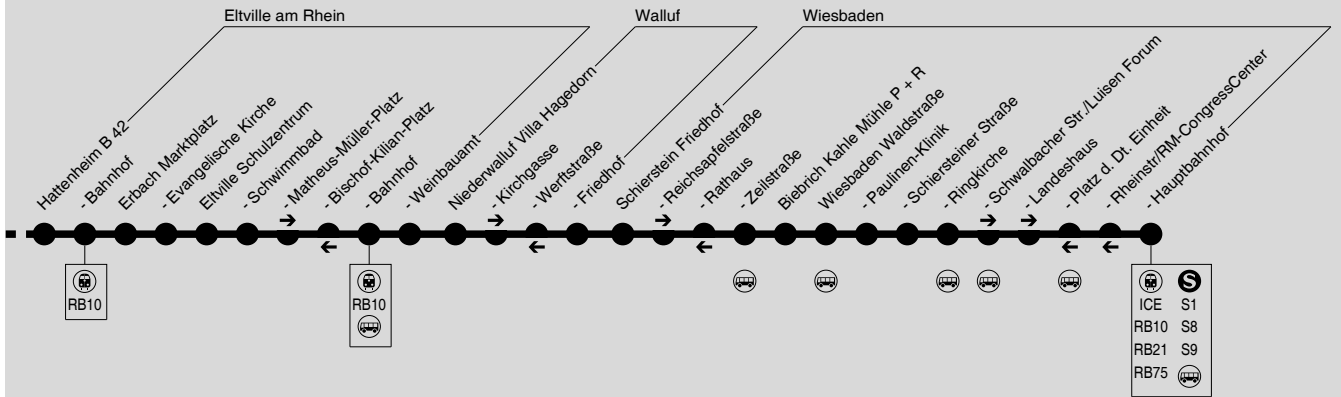 Eltville am Rhein
Walluf
Wiesbaden
Hattenheim B 42
- Bahnhof
Erbach Marktplatz
- Evangelische Kirche
Eltville Schulzentrum
- Schwimmbad
- Matheus-Müller-Platz
- Bischof-Kilian-Platz
- Bahnhof
- Weinbauamt
Niederwalluf Villa Hagedorn
- Kirchgasse
- Werftstraße
- Friedhof
Schierstein Friedhof
- Reichsapfelstraße
- Rathaus
- Zeilstraße
Biebrich Kahle Mühle P + R
Wiesbaden Waldstraße
- Paulinen-Klinik
- Schiersteiner Straße
- Ringkirche
- Schwalbacher Str./Luisen Forum
- Landeshaus
- Platz d. Dt. Einheit
- Rheinstr/RM-CongressCenter
- Hauptbahnhof
RB10
RB10
S
ICE S1
RB10 S8
RB21 S9
RB75